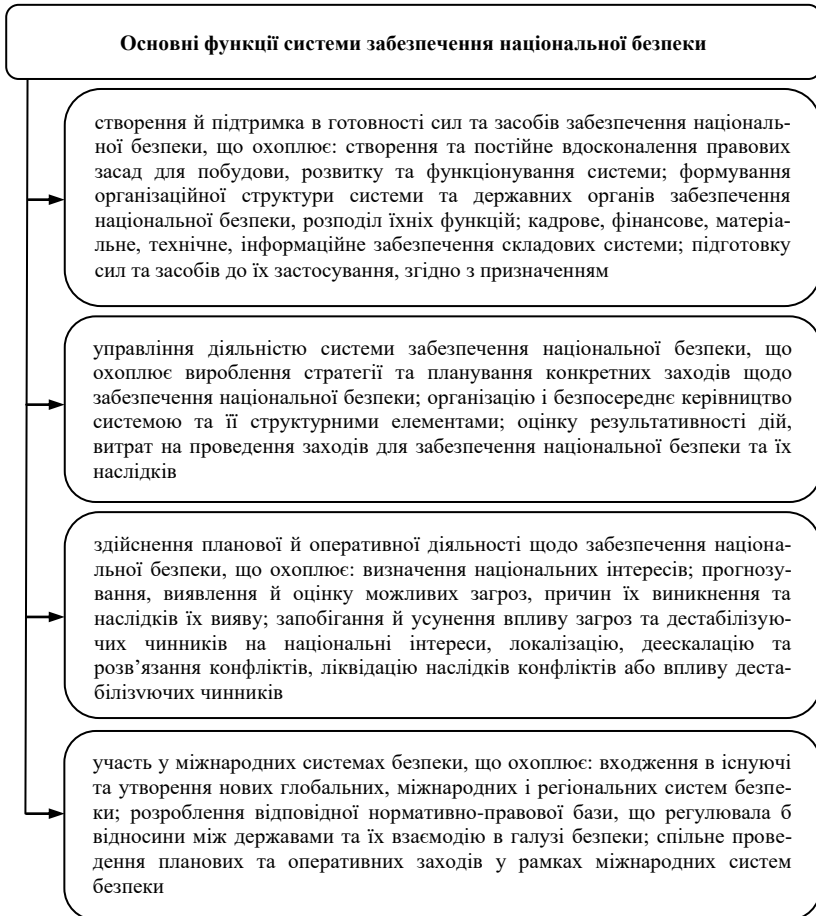 Основні функції системи забезпечення національної безпеки
створення й підтримка в готовності сил та засобів забезпечення національ-
ної безпеки, що охоплює: створення та постійне вдосконалення правових
засад для побудови, розвитку та функціонування системи; формування
організаційної структури системи та державних органів забезпечення
національної безпеки, розподіл їхніх функцій; кадрове, фінансове, матеріа-
льне, технічне, інформаційне забезпечення складових системи; підготовку
сил та засобів до їх застосування, згідно з призначенням
управління діяльністю системи забезпечення національної безпеки, що
охоплює вироблення стратегії та планування конкретних заходів щодо
забезпечення національної безпеки; організацію і безпосереднє керівництво
системою та її структурними елементами; оцінку результативності дій,
витрат на проведення заходів для забезпечення національної безпеки та їх
наслідків
здійснення планової й оперативної діяльності щодо забезпечення націона-
льної безпеки, що охоплює: визначення національних інтересів; прогнозу-
вання, виявлення й оцінку можливих загроз, причин їх виникнення та
наслідків їх вияву; запобігання й усунення впливу загроз та дестабілізую-
чих чинників на національні інтереси, локалізацію, деескалацію та
розв’язання конфліктів, ліквідацію наслідків конфліктів або впливу деста-
білізуючих чинників
участь у міжнародних системах безпеки, що охоплює: входження в існуючі
та утворення нових глобальних, міжнародних і регіональних систем безпе-
ки; розроблення відповідної нормативно-правової бази, що регулювала б
відносини між державами та їх взаємодію в галузі безпеки; спільне прове-
дення планових та оперативних заходів у рамках міжнародних систем
безпеки